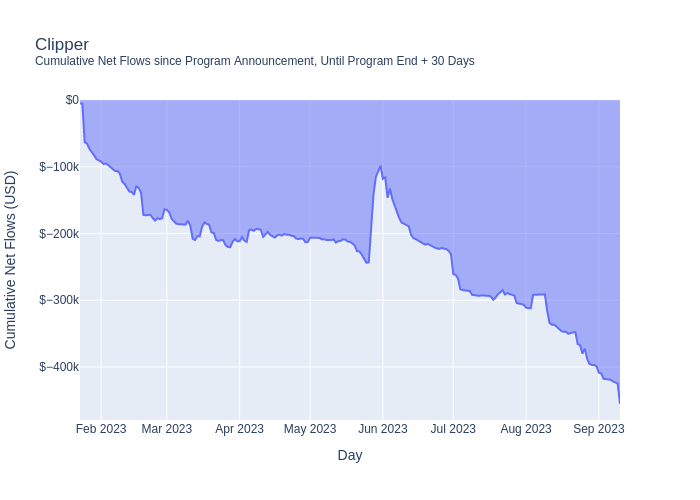 Clipper
Cumulative Net Flows since Program Announcement, Until Program End + 30 Days
Cumulative Net Flows (USD)
$0
$−100k
$−200k
$−300k
$−400k
Feb 2023 Mar 2023 Apr 2023 May 2023 Jun 2023 Jul 2023 Aug 2023 Sep 2023
Day